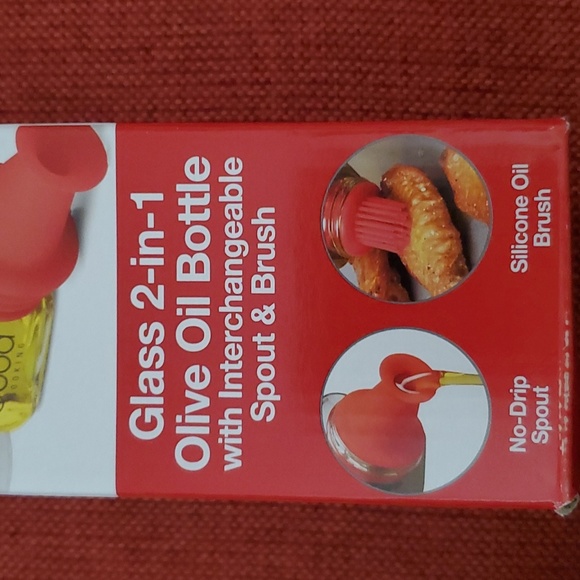 Glass 2-in-1
Olive Oil Bottle
with Interchangeable
Spout & Brush
No-Drip
Spout
Silicone Oil
Brush